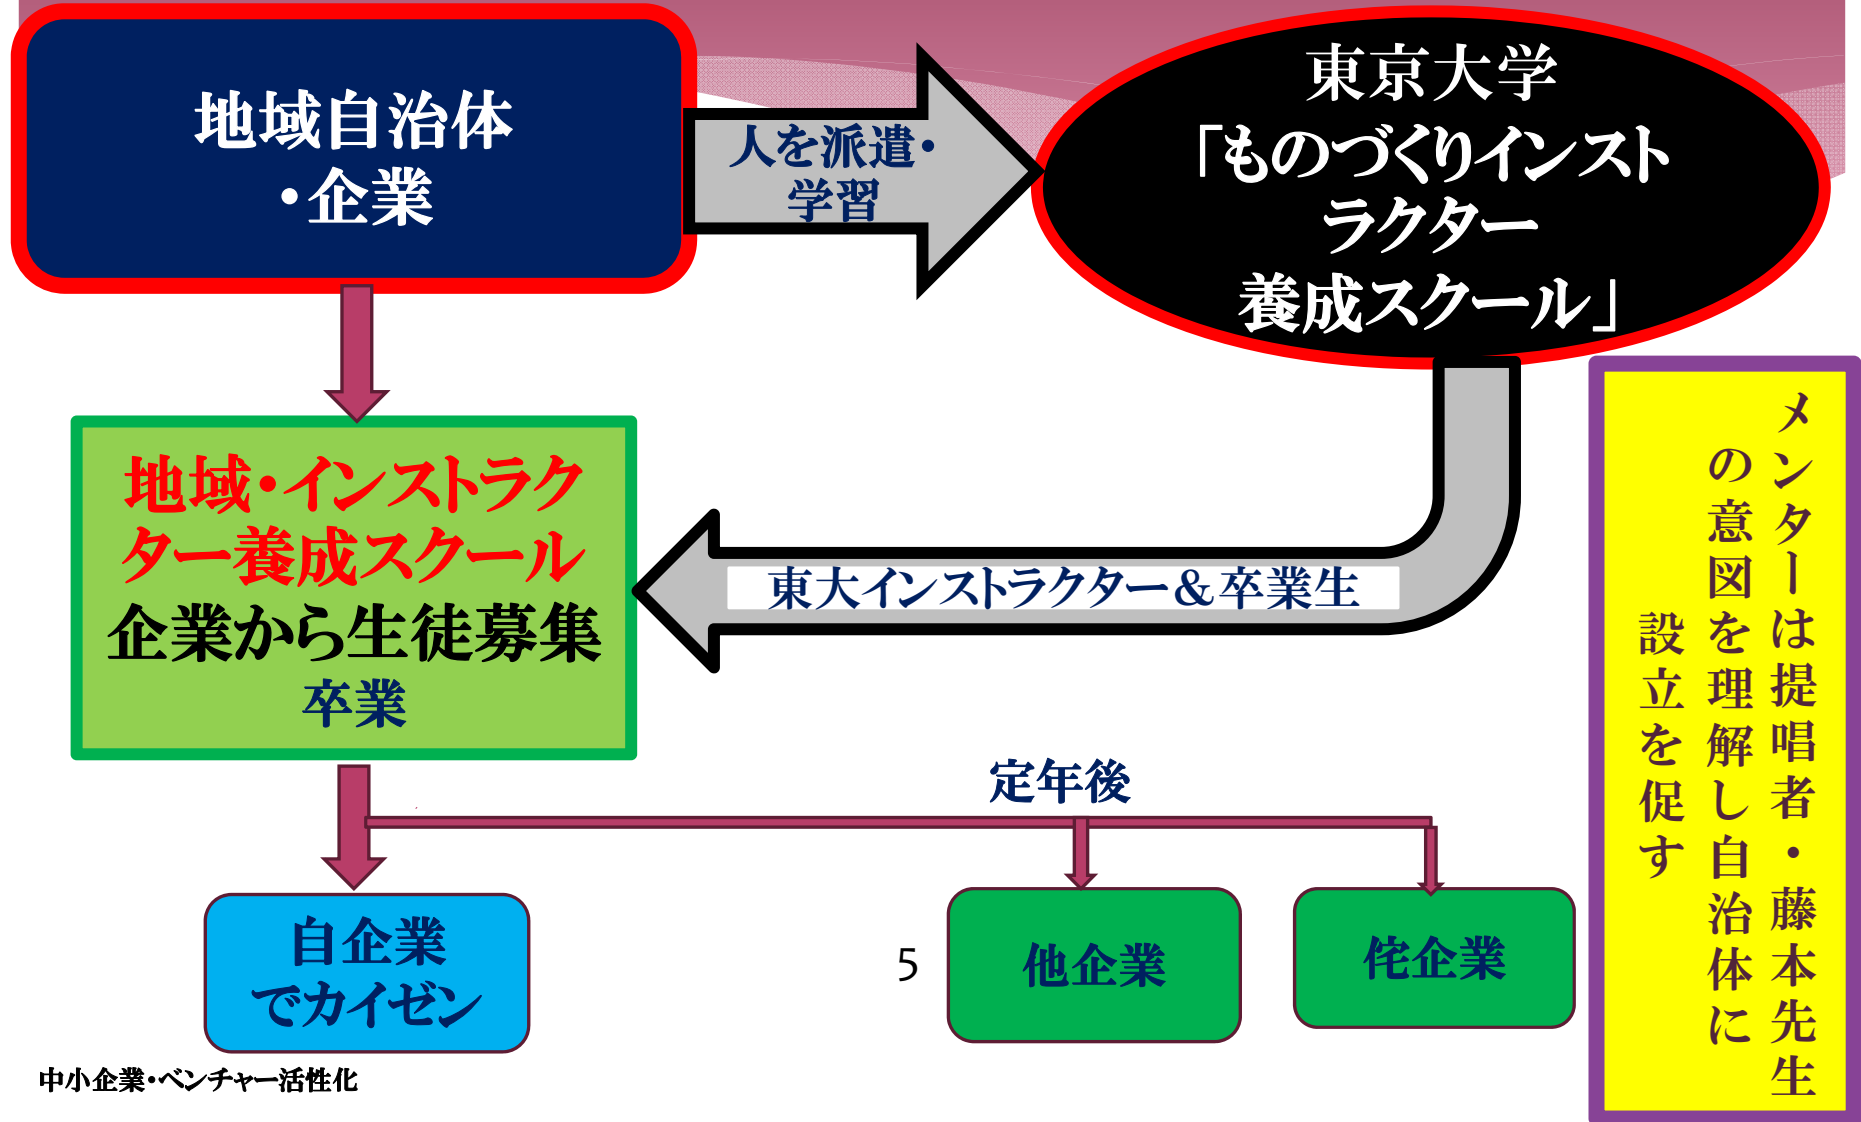 地域自治体
・企業
人を派遣・
学習
東京大学
「ものづくりインスト
ラクター
養成スクール」
地域・インストラク
ター養成スクール
企業から生徒募集
卒業
東大インストラクター＆卒業生
メンターは提唱者・藤本先生
の意図を理解し自治体に
設立を促す
定年後
自企業
でカイゼン
5
他企業
侘企業
中小企業・ベンチャー活性化